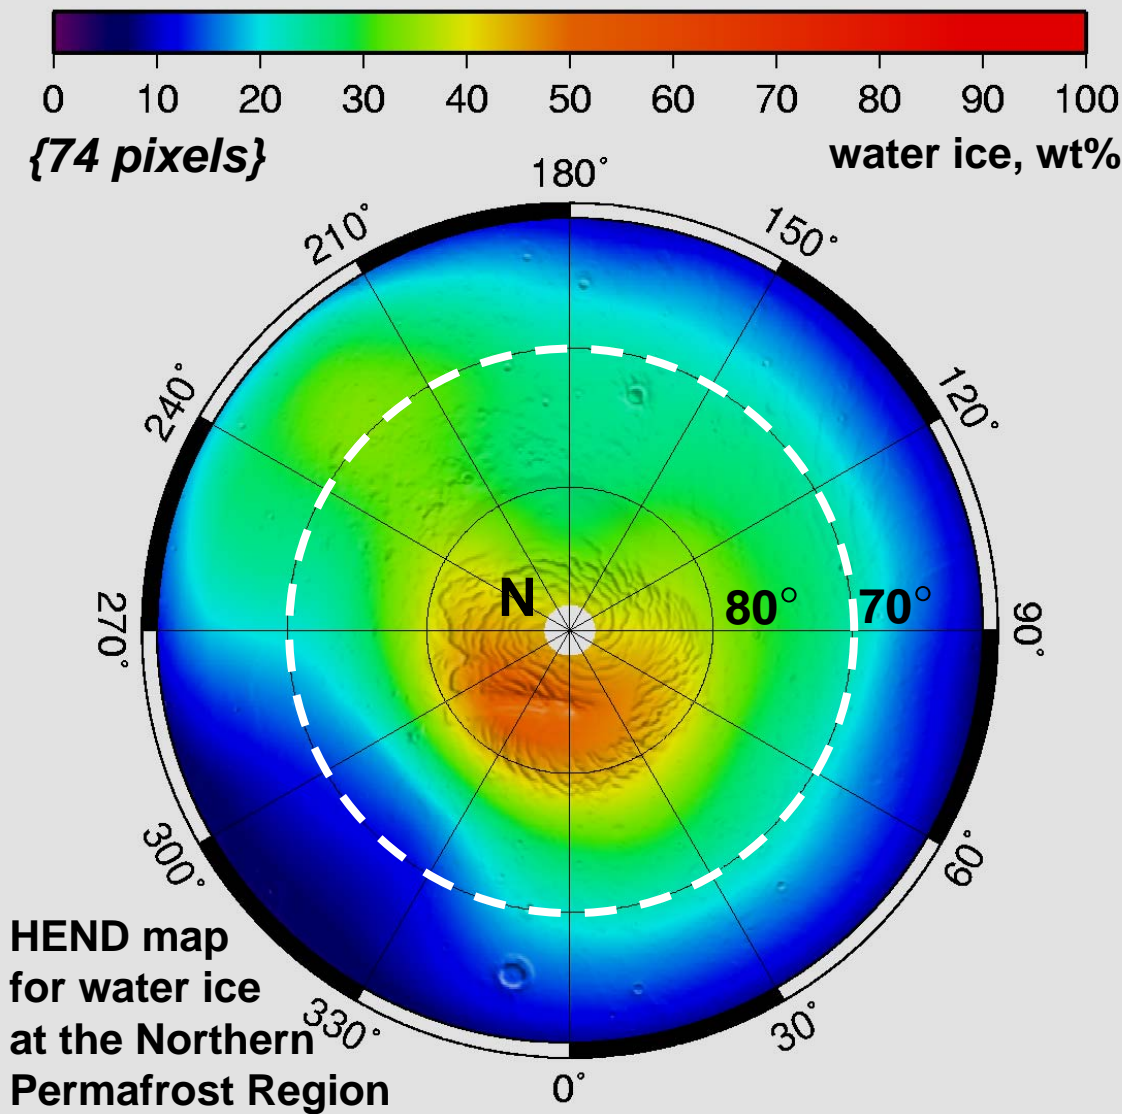 0 10 20 30 40 50 60 70 80 90 100
{74 pixels} water ice, wt%
180°
210° 150°
240° 120°
N 80° 70°
270° 90°
300° 60°
330° 30°
0°
HEND map
for water ice
at the Northern
Permafrost Region